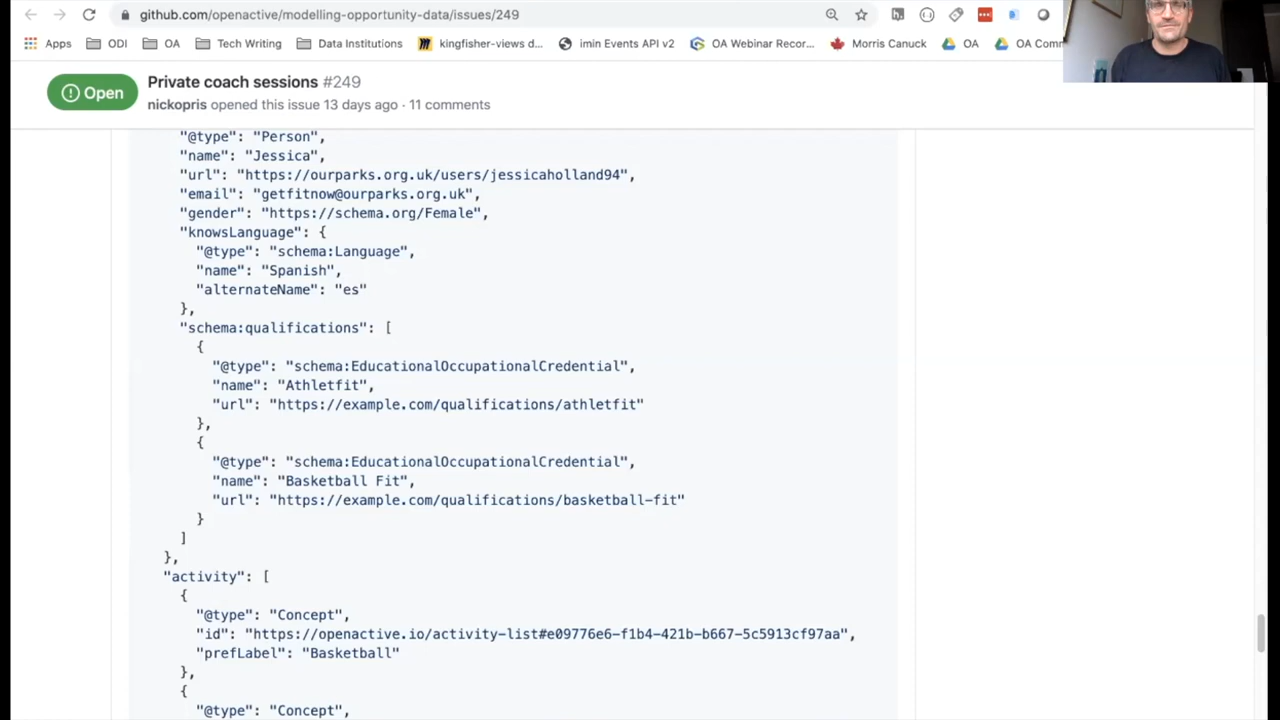 github.com/openactive/modelling-opportunity-data/issues/249
Apps ODI OA Tech Writing Data Institutions kingfisher-views d... imin Events API v2 OA Webinar Recor... Morris Canuck OA OA Comm
Open
Private coach sessions #249
nickopris opened this issue 13 days ago · 11 comments
"@type": "Person",
"name": "Jessica",
"url": "https://ourparks.org.uk/users/jessicaholland94",
"email": "getfitnow@ourparks.org.uk",
"gender": "https://schema.org/Female",
"knowsLanguage": {
"@type": "schema:Language",
"name": "Spanish",
"alternateName": "es"
},
"schema:qualifications": [
{
"@type": "schema:EducationalOccupationalCredential",
"name": "Athletfit",
"url": "https://example.com/qualifications/athletfit"
},
{
"@type": "schema:EducationalOccupationalCredential",
"name": "Basketball Fit",
"url": "https://example.com/qualifications/basketball-fit"
}
]
},
"activity": [
{
"@type": "Concept",
"id": "https://openactive.io/activity-list#e09776e6-f1b4-421b-b667-5c5913cf97aa",
"prefLabel": "Basketball"
},
{
"@type": "Concept",